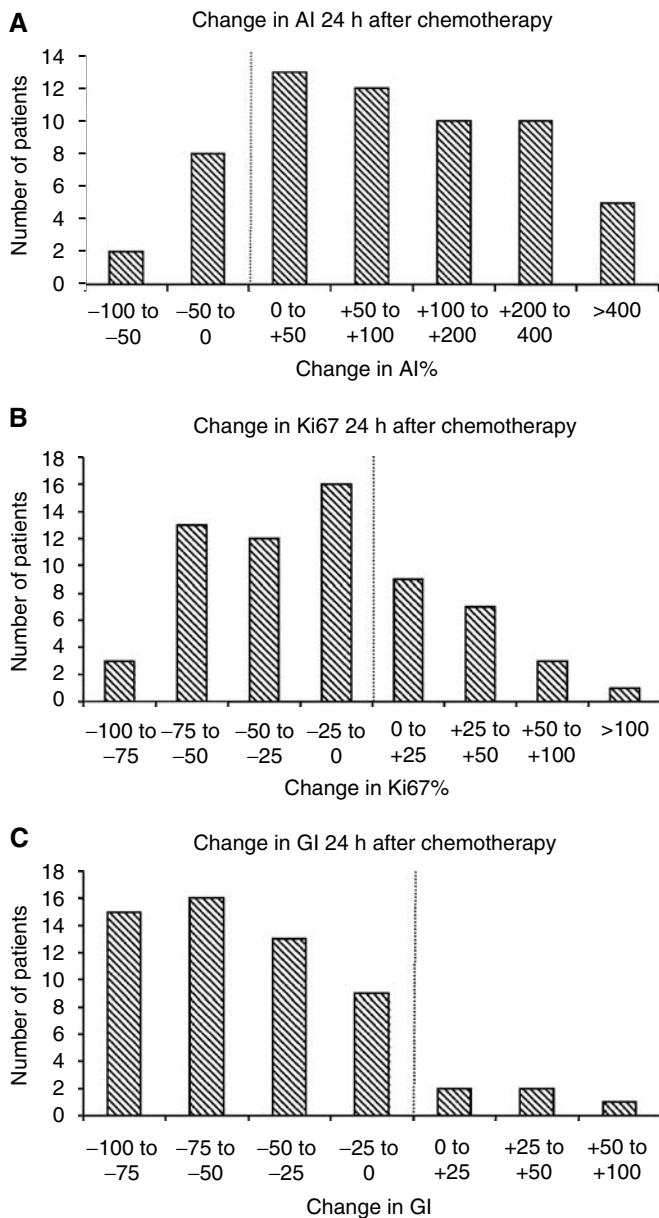 A
Change in AI 24 h after chemotherapy
Number of patients
14
12
10
8
6
4
2
0
−100 to −50 to 0 to +50 to +100 to +200 to >400
−50 0 +50 +100 +200 400
Change in AI%
B
Change in Ki67 24 h after chemotherapy
Number of patients
18
16
14
12
10
8
6
4
2
0
−100 to −75 to −50 to −25 to 0 to +25 to +50 to >100
−75 −50 −25 0 +25 +50 +100
Change in Ki67%
C
Change in GI 24 h after chemotherapy
Number of patients
18
16
14
12
10
8
6
4
2
0
−100 to −75 to −50 to −25 to 0 to +25 to +50 to
−75 −50 −25 0 +25 +50 +100
Change in GI